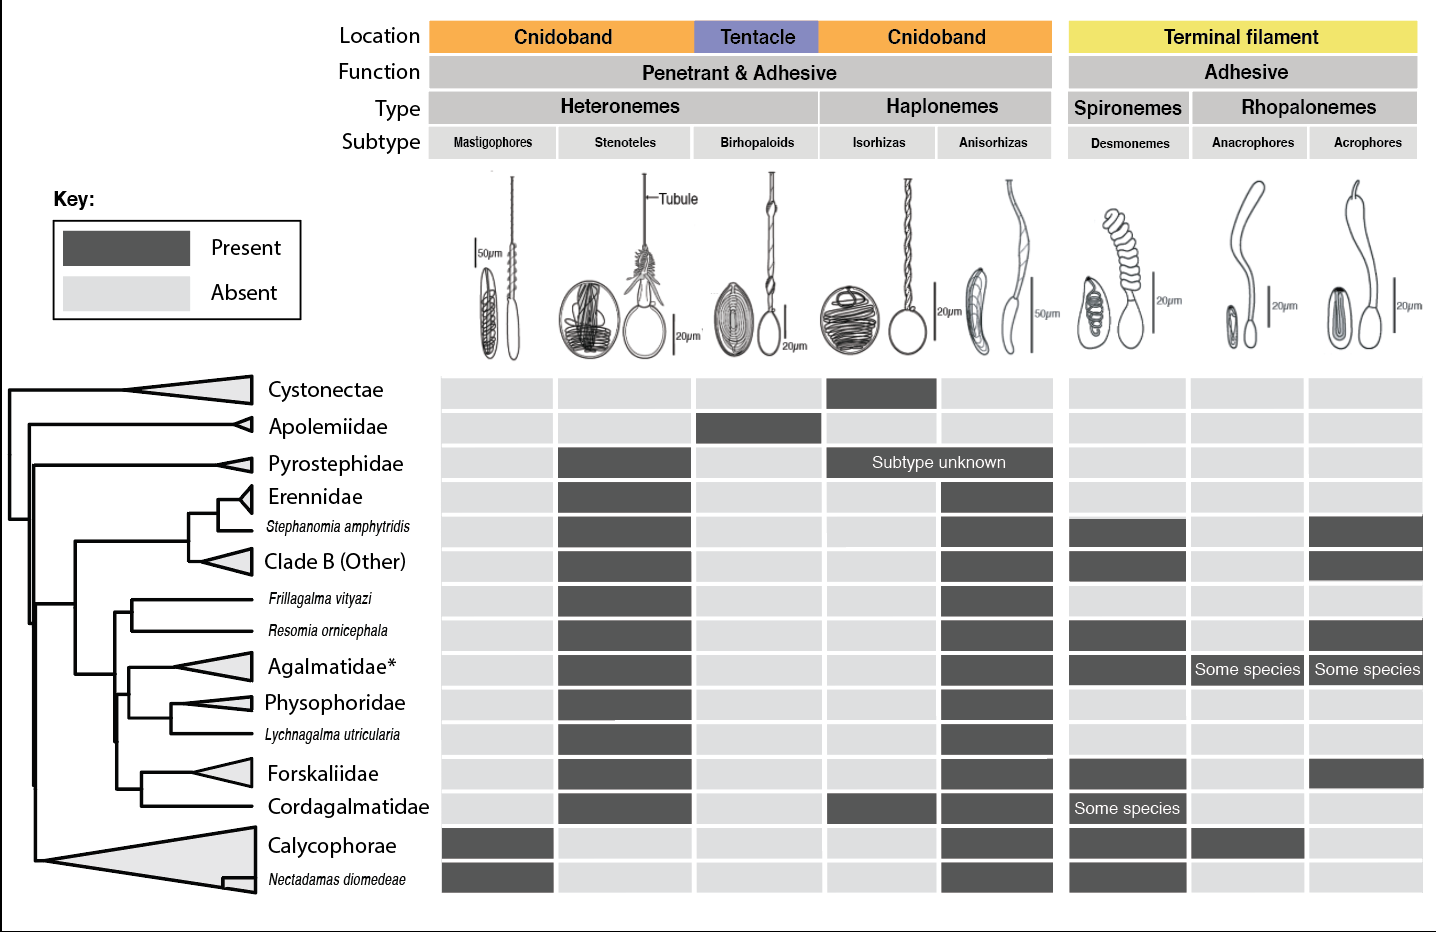 Location Cnidoband Tentacle Cnidoband Terminal filament
Function Penetrant & Adhesive Adhesive
Type Heteronemes Haplonemes Spironemes Rhopalonemes
Subtype Mastigophores Stenoteles Birhopaloids Isorhizas Anisorhizas Desmonemes Anacrophores Acrophores
Key:
Present
Absent
Tubule
50µm
20µm
20µm
20µm
50µm
20µm
20µm
20µm
Cystonectae
Apolemiidae
Pyrostephidae Subtype unknown
Erennidae
Stephanomia amphytridis
Clade B (Other)
Frillagalma vityazi
Resomia ornicephala
Agalmatidae* Some species Some species
Physophoridae
Lychnagalma utricularia
Forskaliidae
Cordagalmatidae Some species
Calycophorae
Nectadamas diomedeae